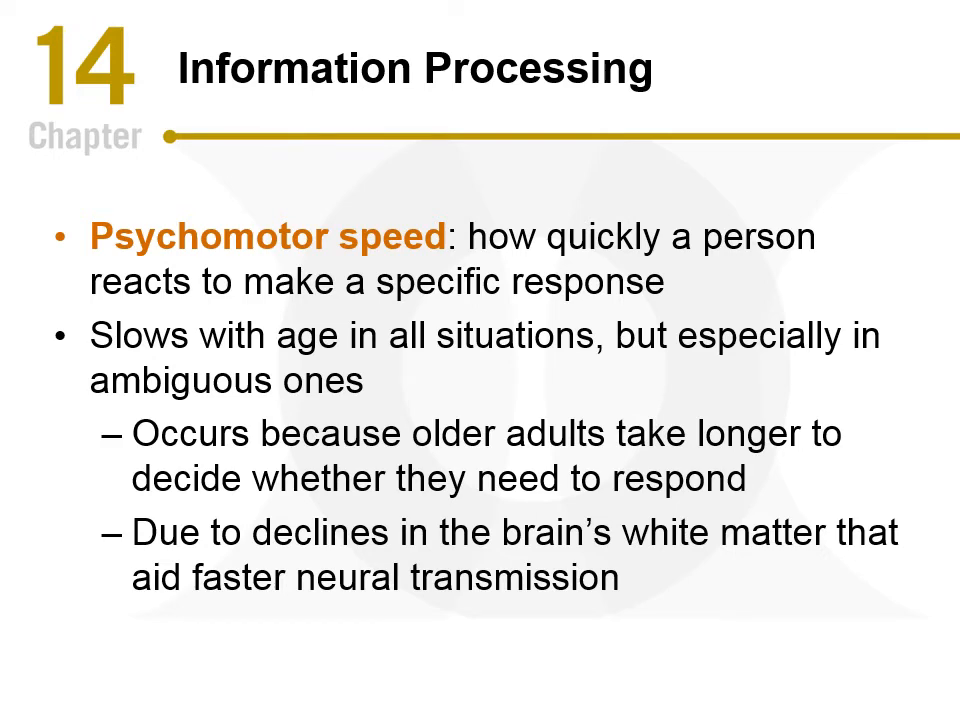 14
Chapter
Information Processing
• Psychomotor speed: how quickly a person
reacts to make a specific response
• Slows with age in all situations, but especially in
ambiguous ones
– Occurs because older adults take longer to
decide whether they need to respond
– Due to declines in the brain’s white matter that
aid faster neural transmission